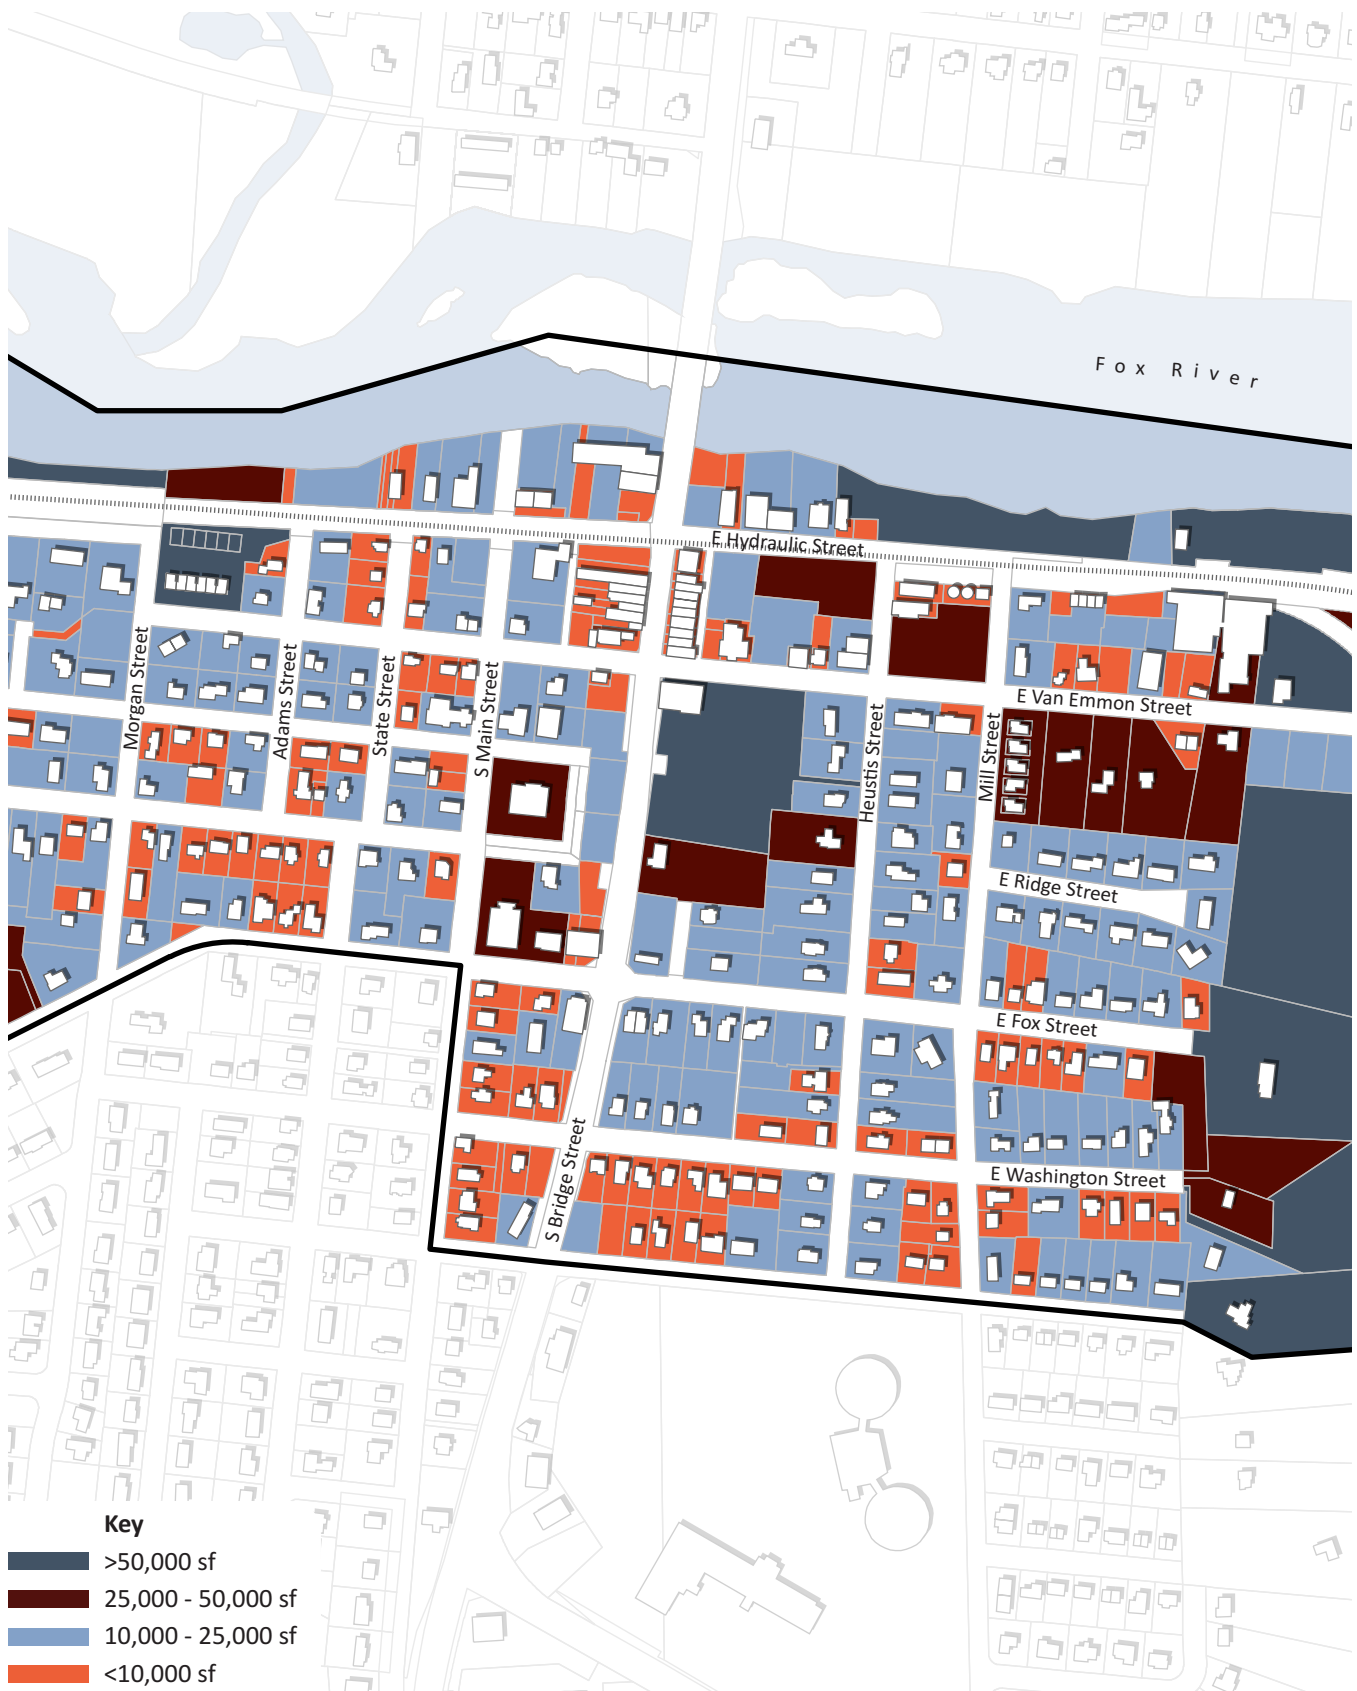 Fox River
E Hydraulic Street
Morgan Street
Adams Street
State Street
S Main Street
Heustis Street
Mill Street
E Van Emmon Street
E Ridge Street
E Fox Street
S Bridge Street
E Washington Street
Key
>50,000 sf
25,000 - 50,000 sf
10,000 - 25,000 sf
<10,000 sf